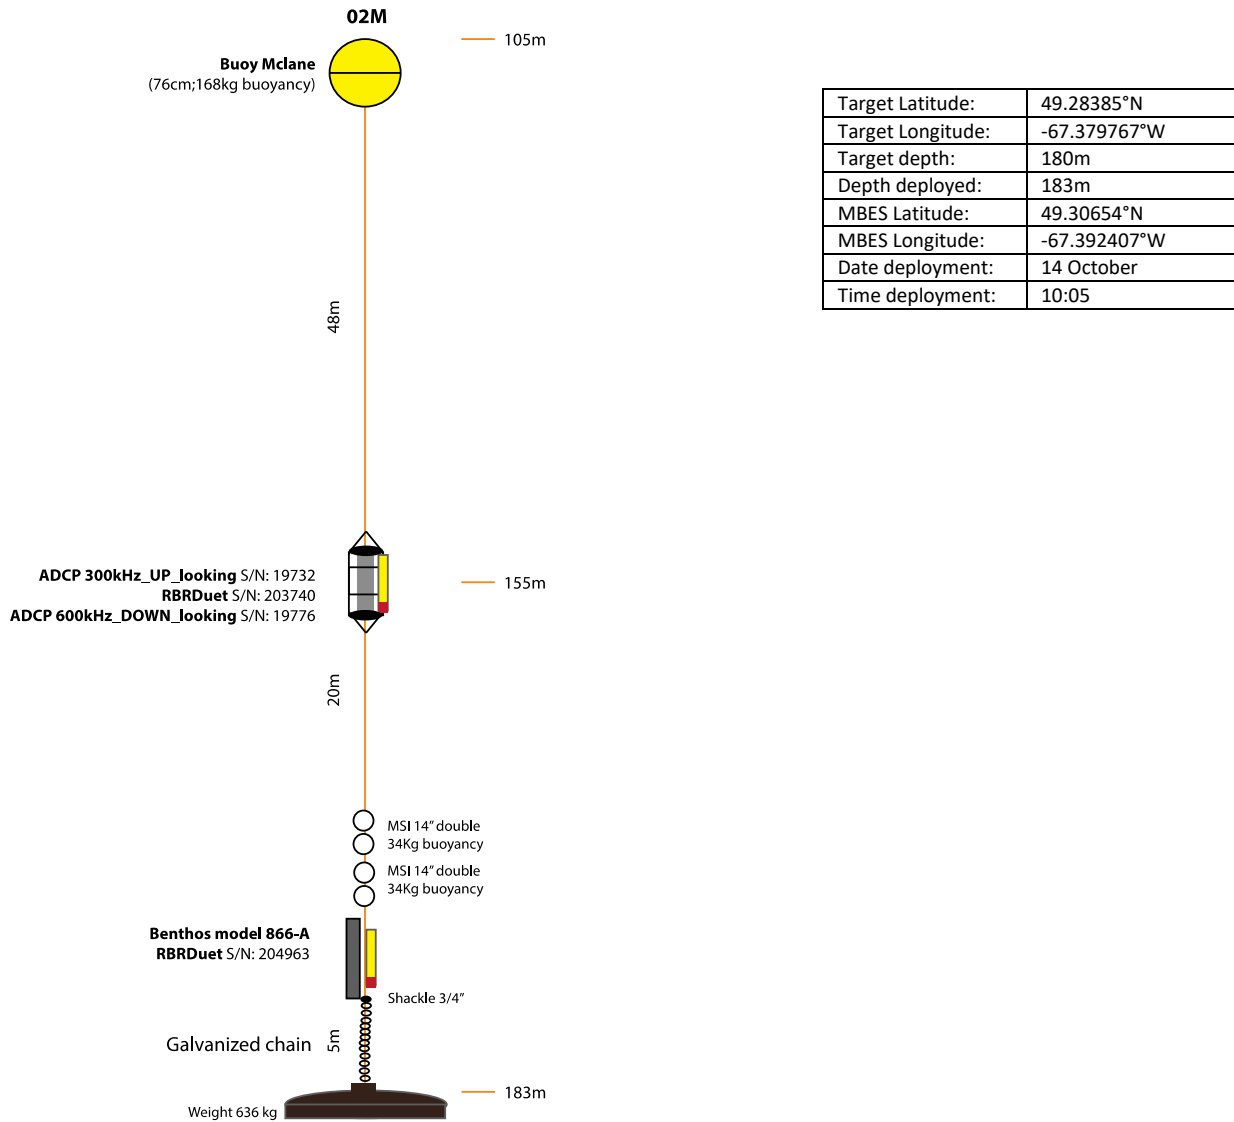 02M
105m
Buoy Mclane
(76cm;168kg buoyancy)
Target Latitude: 49.28385°N
Target Longitude: -67.379767°W
Target depth: 180m
Depth deployed: 183m
MBES Latitude: 49.30654°N
MBES Longitude: -67.392407°W
Date deployment: 14 October
Time deployment: 10:05
48m
ADCP 300kHz_UP_looking S/N: 19732
RBRDuet S/N: 203740
ADCP 600kHz_DOWN_looking S/N: 19776
155m
20m
MSI 14" double
34Kg buoyancy
MSI 14" double
34Kg buoyancy
Benthos model 866-A
RBRDuet S/N: 204963
Shackle 3/4"
Galvanized chain
5m
183m
Weight 636 kg